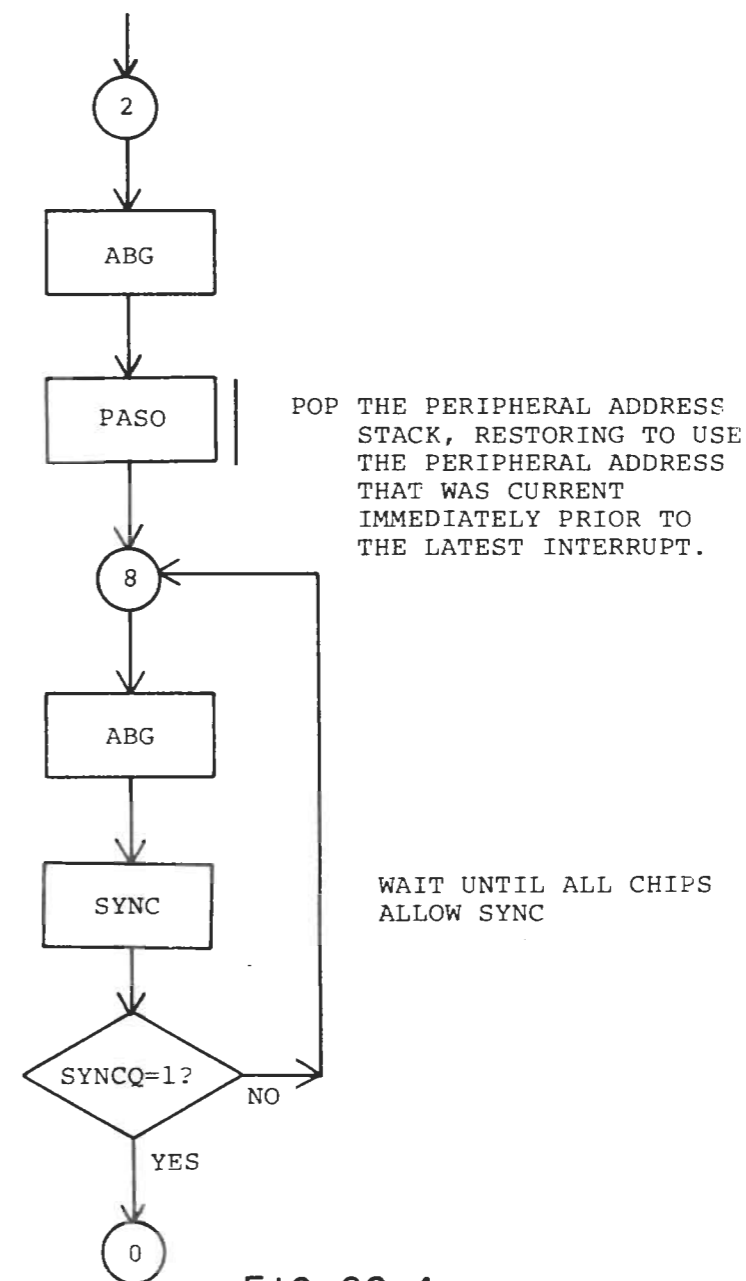 2
ABG
PASO
POP THE PERIPHERAL ADDRESS
STACK, RESTORING TO USE
THE PERIPHERAL ADDRESS
THAT WAS CURRENT
IMMEDIATELY PRIOR TO
THE LATEST INTERRUPT.
8
ABG
SYNC
WAIT UNTIL ALL CHIPS
ALLOW SYNC
SYNCQ=1?
NO
YES
0